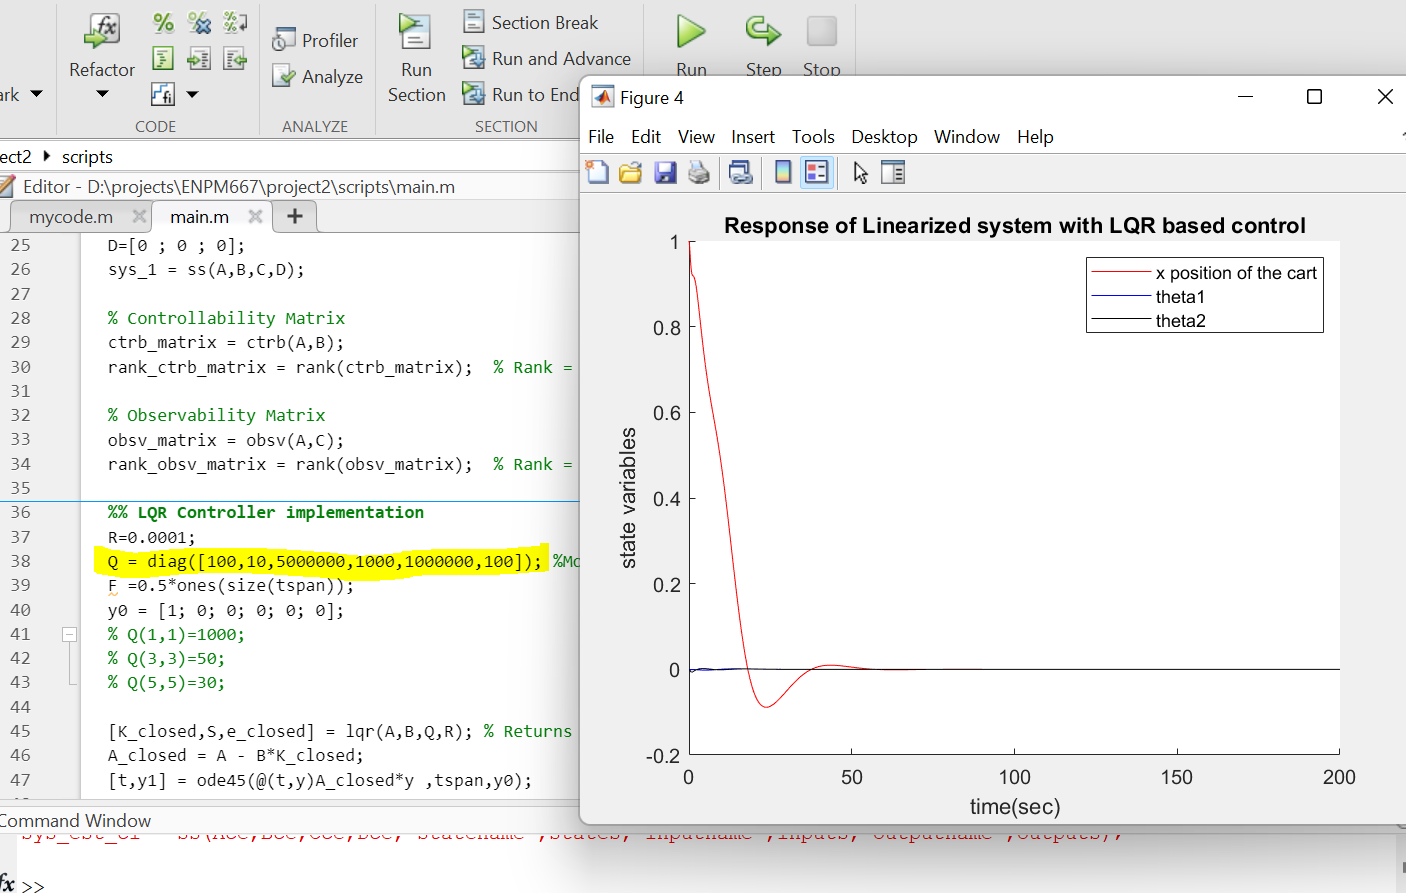 Refactor
Profiler
Analyze
Run
Section
Section Break
Run and Advance
Run to End
Run
Step
Stop
ark
CODE
ANALYZE
SECTION
ect2
scripts
Editor - D:\projects\ENPM667\project2\scripts\main.m
mycode.m
main.m
25 D=[0 ; 0 ; 0];
26 sys_1 = ss(A,B,C,D);
27
28 % Controllability Matrix
29 ctrb_matrix = ctrb(A,B);
30 rank_ctrb_matrix = rank(ctrb_matrix);  % Rank =
31
32 % Observability Matrix
33 obsv_matrix = obsv(A,C);
34 rank_obsv_matrix = rank(obsv_matrix);  % Rank =
35
36 %% LQR Controller implementation
37 R=0.0001;
38 Q = diag([100,10,5000000,1000,1000000,100]); %Mo
39 F =0.5*ones(size(tspan));
40 y0 = [1; 0; 0; 0; 0; 0];
41 % Q(1,1)=1000;
42 % Q(3,3)=50;
43 % Q(5,5)=30;
44
45 [K_closed,S,e_closed] = lqr(A,B,Q,R); % Returns
46 A_closed = A - B*K_closed;
47 [t,y1] = ode45(@(t,y)A_closed*y ,tspan,y0);
Command Window
fx >>
Figure 4
File Edit View Insert Tools Desktop Window Help
Response of Linearized system with LQR based control
x position of the cart
theta1
theta2
state variables
1
0.8
0.6
0.4
0.2
0
-0.2
0 50 100 150 200
time(sec)